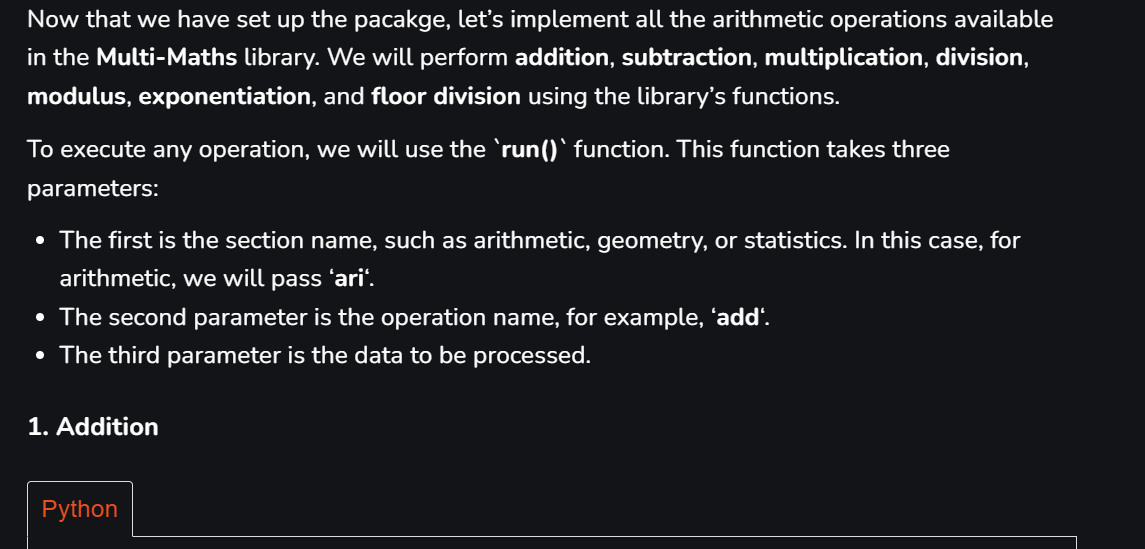 Now that we have set up the pacakge, let’s implement all the arithmetic operations available
in the Multi-Maths library. We will perform addition, subtraction, multiplication, division,
modulus, exponentiation, and floor division using the library’s functions.
To execute any operation, we will use the `run()` function. This function takes three
parameters:
• The first is the section name, such as arithmetic, geometry, or statistics. In this case, for
arithmetic, we will pass ‘ari‘.
• The second parameter is the operation name, for example, ‘add‘.
• The third parameter is the data to be processed.
1. Addition
Python